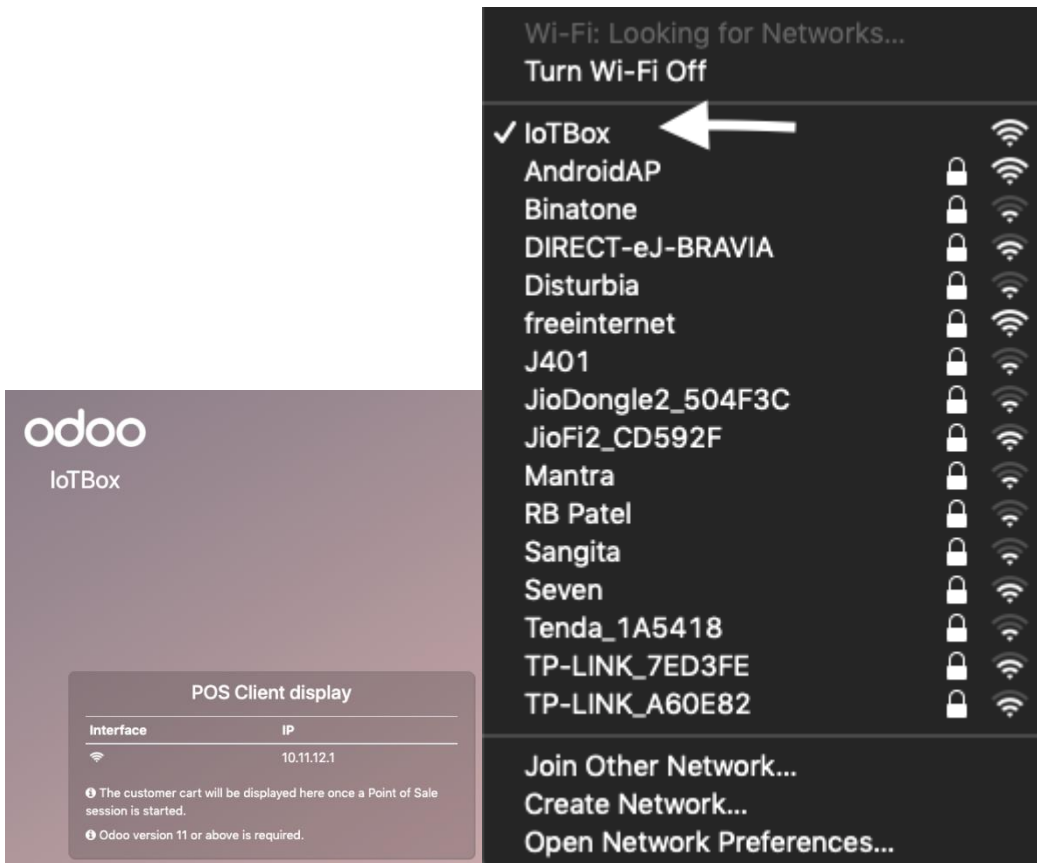 odoo
IoTBox
POS Client display
Interface IP
10.11.12.1
The customer cart will be displayed here once a Point of Sale
session is started.
Odoo version 11 or above is required.
Wi-Fi: Looking for Networks...
Turn Wi-Fi Off
✓ IoTBox
AndroidAP
Binatone
DIRECT-eJ-BRAVIA
Disturbia
freeinternet
J401
JioDongle2_504F3C
JioFi2_CD592F
Mantra
RB Patel
Sangita
Seven
Tenda_1A5418
TP-LINK_7ED3FE
TP-LINK_A60E82
Join Other Network...
Create Network...
Open Network Preferences...